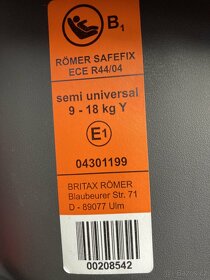 B1
RÖMER SAFEFIX
ECE R44/04
semi universal
9 - 18 kg Y
E1
04301199
BRITAX RÖMER
Blaubeurer Str. 71
D - 89077 Ulm
00208542